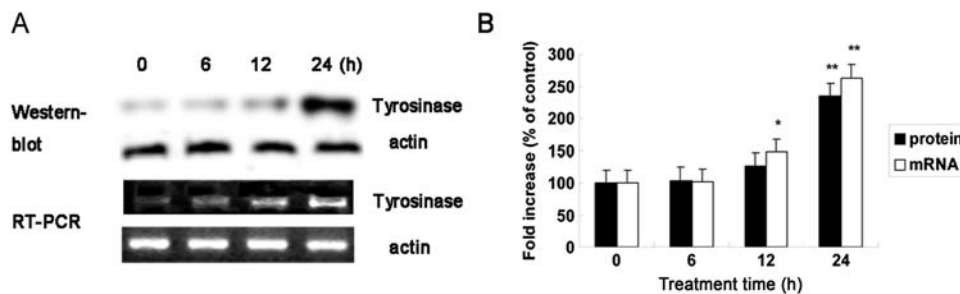 A
0 6 12 24 (h)
Western-
blot
Tyrosinase
actin
RT-PCR
Tyrosinase
actin
B
Fold increase (% of control)
300
250
200
150
100
50
0
*
**
**
0 6 12 24
Treatment time (h)
protein
mRNA